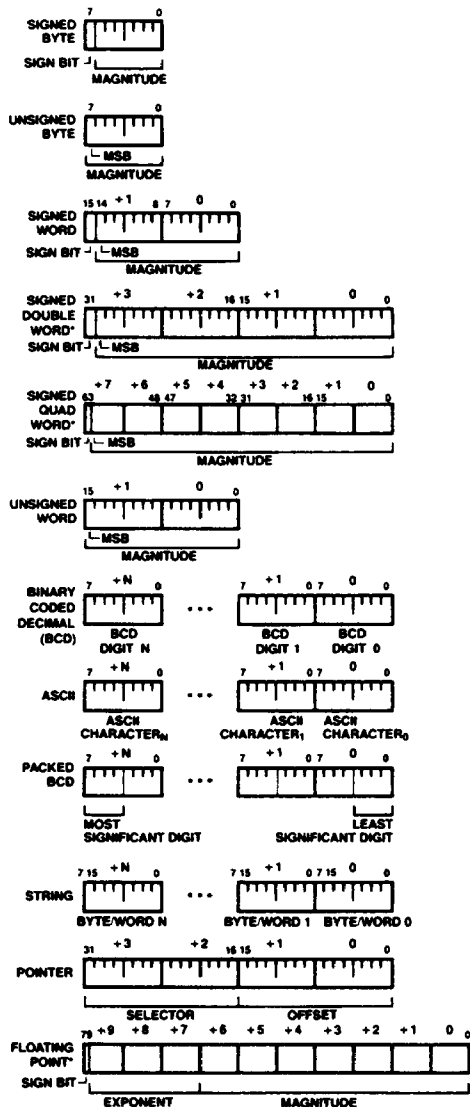 7 0
SIGNED
BYTE
SIGN BIT MAGNITUDE
7 0
UNSIGNED
BYTE
MSB
MAGNITUDE
15 14 +1 8 7 0 0
SIGNED
WORD
SIGN BIT MSB
MAGNITUDE
31 +3 +2 16 15 +1 0 0
SIGNED
DOUBLE
WORD*
SIGN BIT MSB
MAGNITUDE
+7 +6 +5 +4 +3 +2 +1 0
63 48 47 32 31 16 15 0
SIGNED
QUAD
WORD*
SIGN BIT MSB
MAGNITUDE
15 +1 0 0
UNSIGNED
WORD
MSB
MAGNITUDE
7 +N 0 7 +1 0 7 0 0
BINARY
CODED
DECIMAL
(BCD)
...
BCD
DIGIT N
BCD
DIGIT 1
BCD
DIGIT 0
7 +N 0 7 +1 0 7 0 0
ASCII
...
ASCII
CHARACTERN
ASCII
CHARACTER1
ASCII
CHARACTER0
7 +N 0 7 +1 0 7 0 0
PACKED
BCD
...
MOST
SIGNIFICANT DIGIT
LEAST
SIGNIFICANT DIGIT
7 15 +N 0 7 15 +1 0 7 15 0 0
STRING
...
BYTE/WORD N BYTE/WORD 1 BYTE/WORD 0
31 +3 +2 16 15 +1 0 0
POINTER
SELECTOR OFFSET
79 +9 +8 +7 +6 +5 +4 +3 +2 +1 0 0
FLOATING
POINT*
SIGN BIT
EXPONENT MAGNITUDE